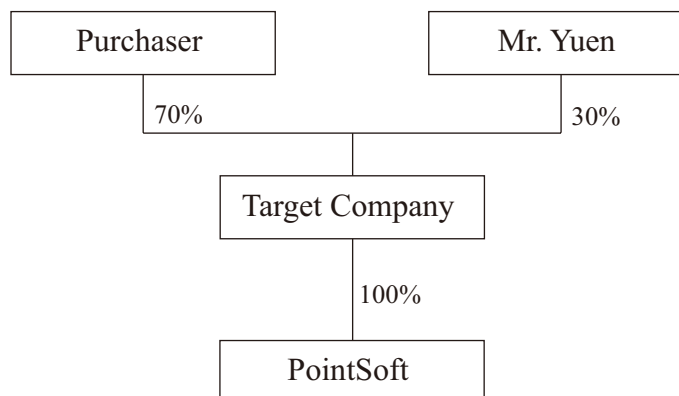 Purchaser
Mr. Yuen
70%
30%
Target Company
100%
PointSoft